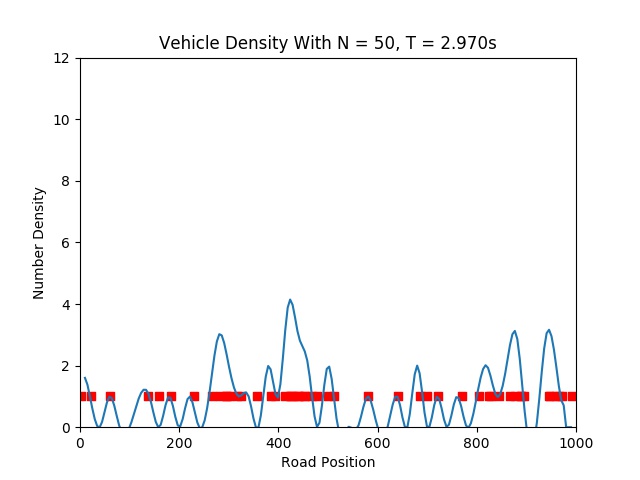 Vehicle Density With N = 50, T = 2.970s
12
10
8
6
4
2
0
Number Density
0 200 400 600 800 1000
Road Position